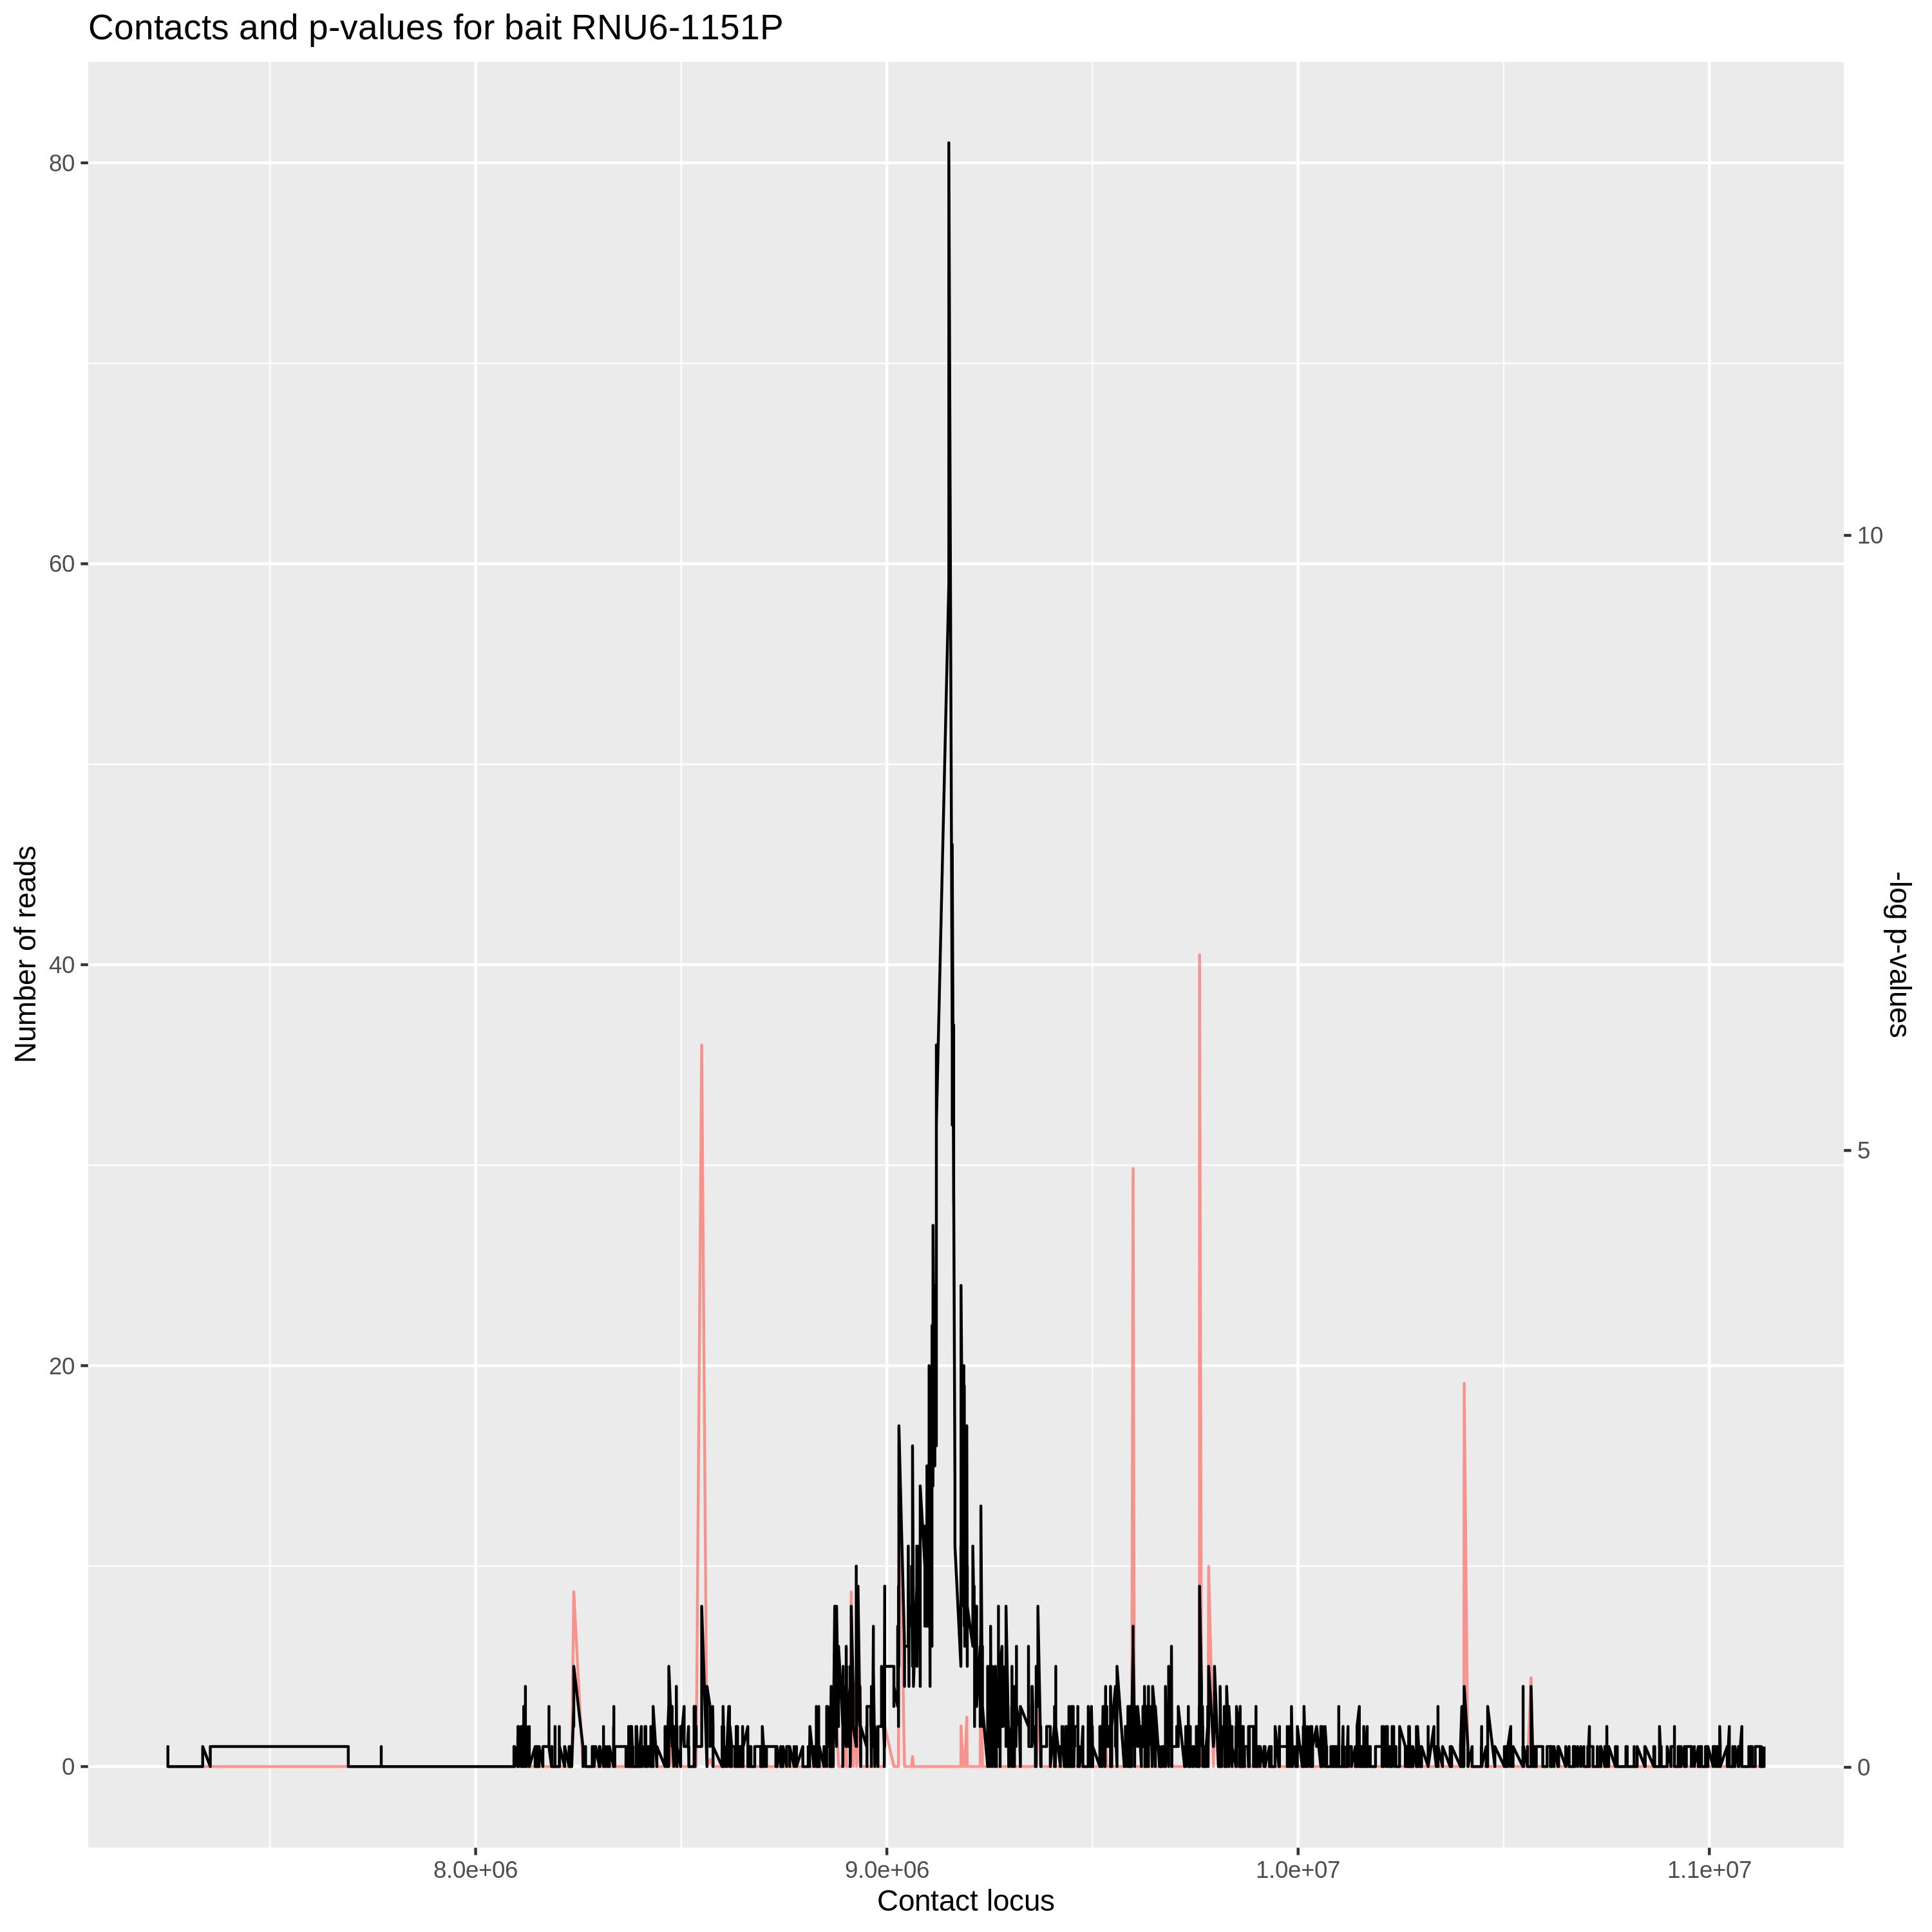 Contacts and p-values for bait RNU6-1151P
80
60
40
20
0
10
5
0
Number of reads
-log p-values
8.0e+06
9.0e+06
1.0e+07
1.1e+07
Contact locus